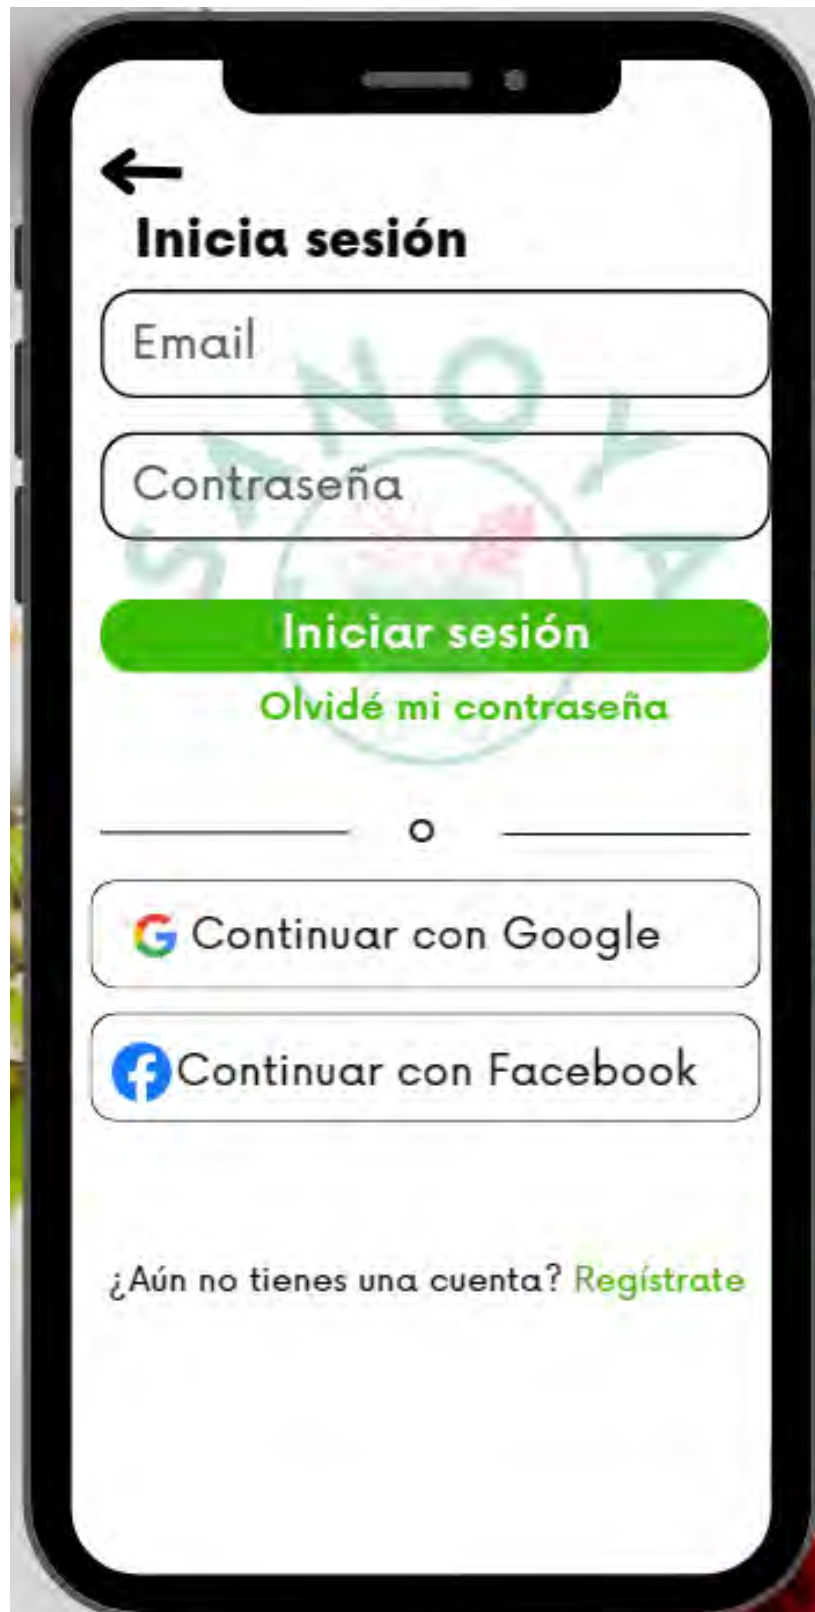 Inicia sesión
Email
SANOVA
Contraseña
Iniciar sesión
Olvidé mi contraseña
o
Continuar con Google
Continuar con Facebook
¿Aún no tienes una cuenta? Regístrate